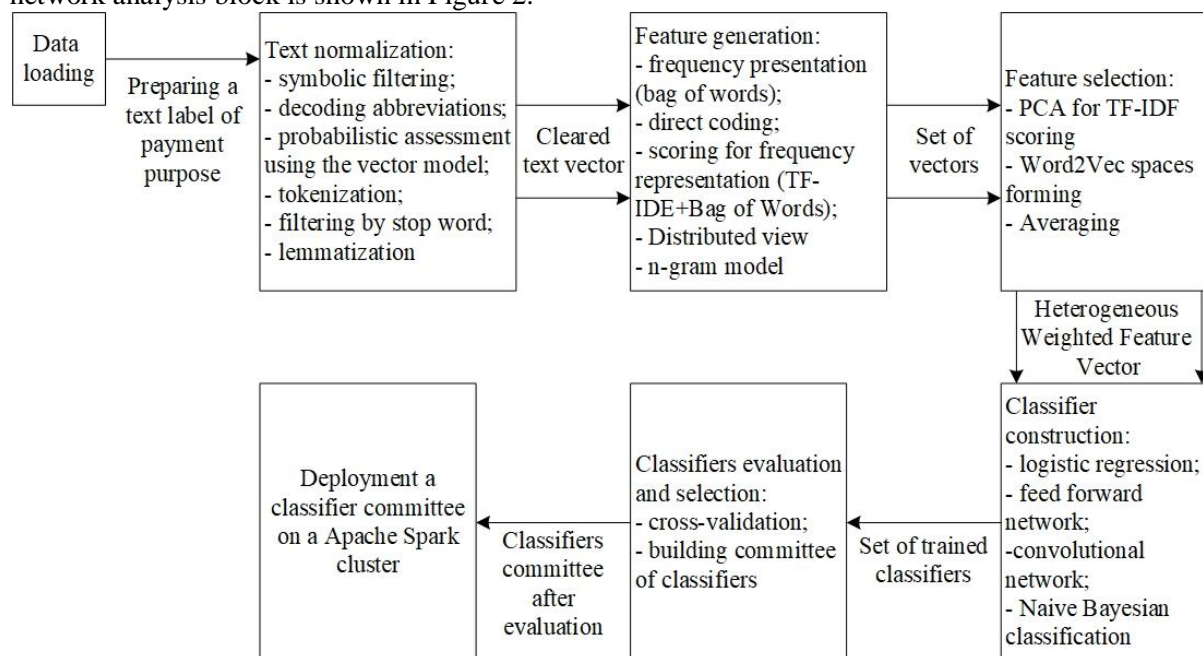 network analysis block is shown in Figure 2.
Data
loading
Preparing a
text label of
payment
purpose
Text normalization:
- symbolic filtering;
- decoding abbreviations;
- probabilistic assessment
using the vector model;
- tokenization;
- filtering by stop word;
- lemmatization
Cleared
text vector
Feature generation:
- frequency presentation
(bag of words);
- direct coding;
- scoring for frequency
representation (TF-
IDE+Bag of Words);
- Distributed view
- n-gram model
Set of
vectors
Feature selection:
- PCA for TF-IDF
scoring
- Word2Vec spaces
forming
- Averaging
Heterogeneous
Weighted Feature
Vector
Classifier
construction:
- logistic regression;
- feed forward
network;
-convolutional
network;
- Naive Bayesian
classification
Set of trained
classifiers
Classifiers evaluation
and selection:
- cross-validation;
- building committee
of classifiers
Classifiers
committee
after
evaluation
Deployment a
classifier committee
on a Apache Spark
cluster